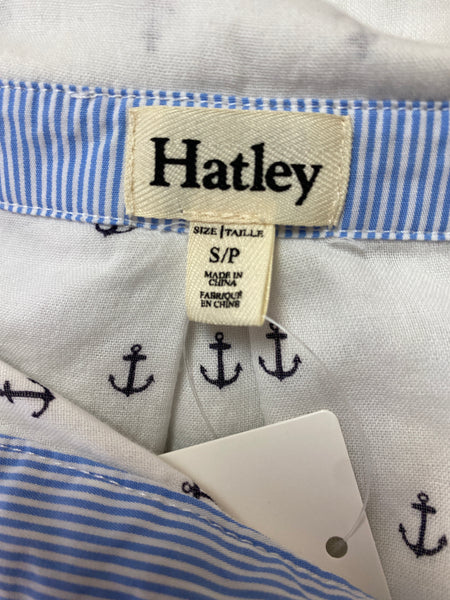 Hatley
SIZE | TAILLE
S/P
MADE IN
CHINA
FABRIQUÉ
EN CHINE